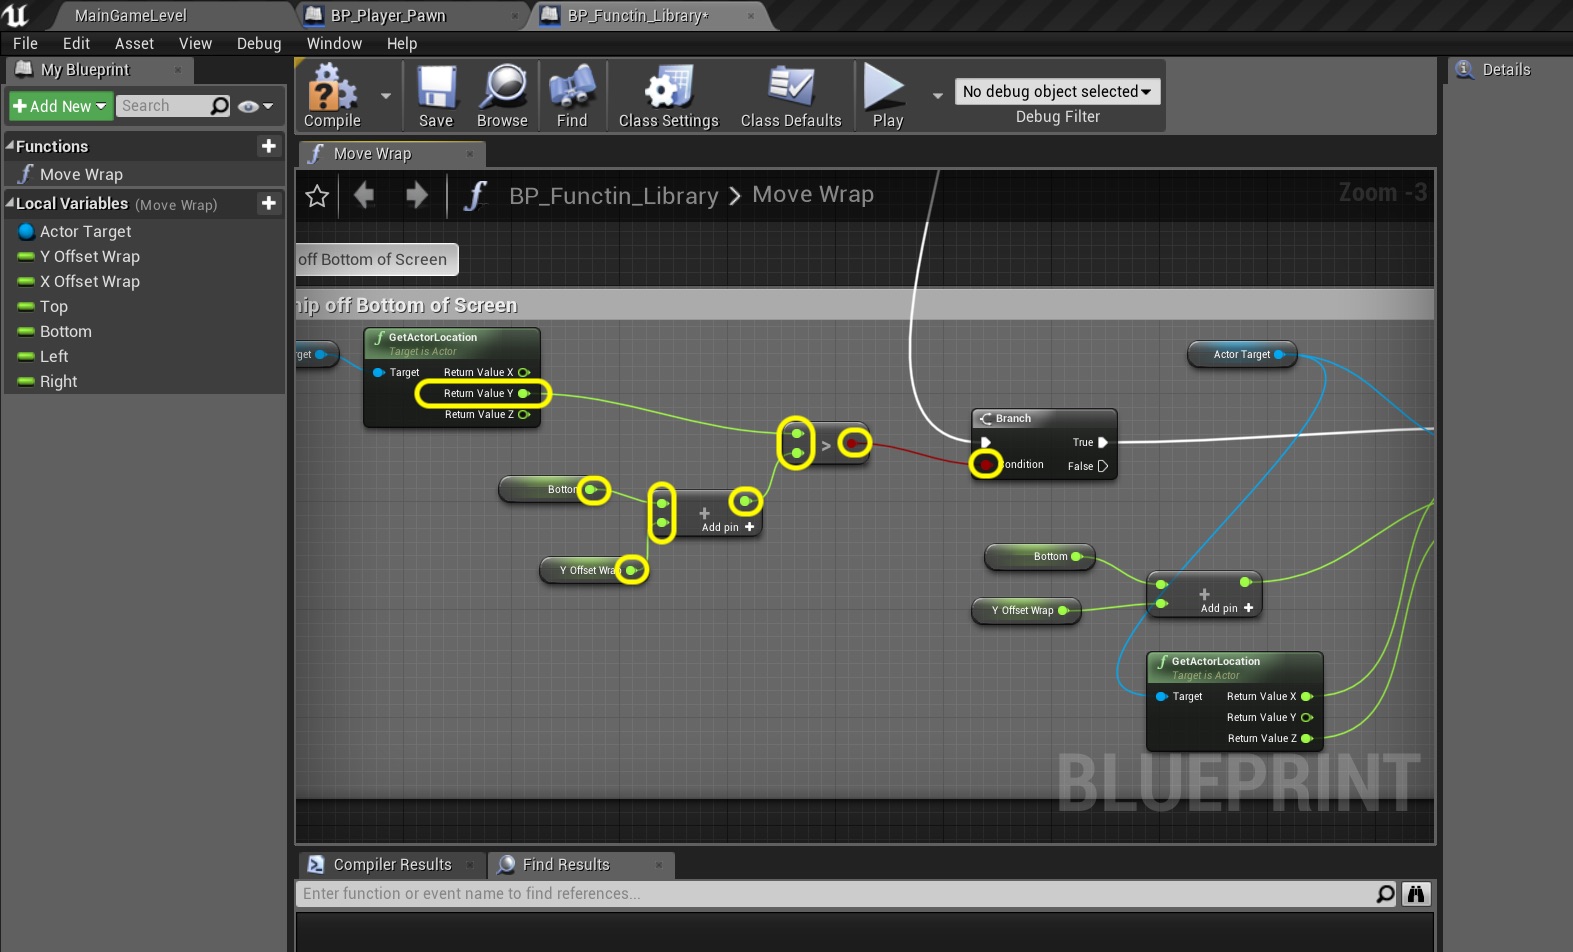 MainGameLevel
BP_Player_Pawn
BP_Functin_Library*
File Edit Asset View Debug Window Help
My Blueprint
Details
Add New
Search
Compile
Save
Browse
Find
Class Settings
Class Defaults
Play
No debug object selected
Debug Filter
Functions
Move Wrap
Local Variables (Move Wrap)
Actor Target
Y Offset Wrap
X Offset Wrap
Top
Bottom
Left
Right
Move Wrap
BP_Functin_Library > Move Wrap
Zoom -3
off Bottom of Screen
hip off Bottom of Screen
rget
GetActorLocation
Target is Actor
Target
Return Value X
Return Value Y
Return Value Z
>
Bottom
+
Add pin +
Y Offset Wrap
Branch
True
Condition
False
Actor Target
Bottom
Y Offset Wrap
+
Add pin +
GetActorLocation
Target is Actor
Target
Return Value X
Return Value Y
Return Value Z
BLUEPRINT
Compiler Results
Find Results
Enter function or event name to find references...